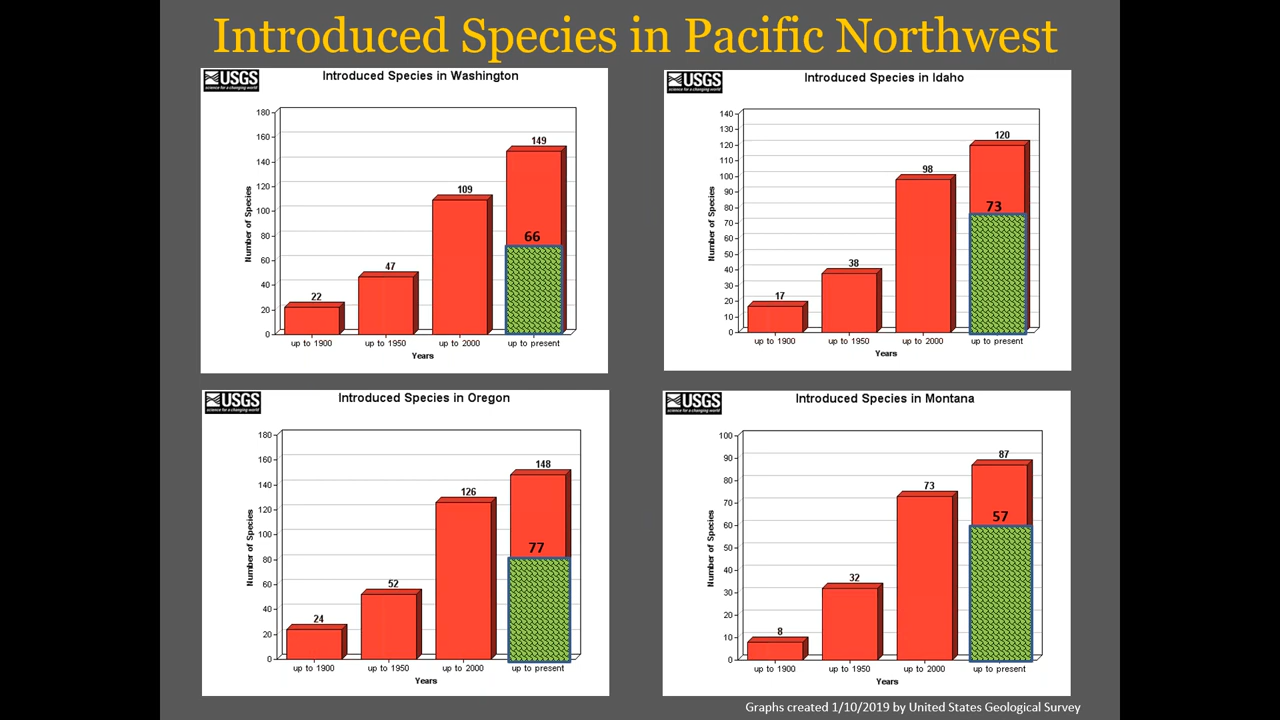 Introduced Species in Pacific Northwest
USGS
science for a changing world
Introduced Species in Washington
Number of Species
180
160
140
120
100
80
60
40
20
0
22
47
109
149
66
up to 1900 up to 1950 up to 2000 up to present
Years
USGS
science for a changing world
Introduced Species in Idaho
Number of Species
140
130
120
110
100
90
80
70
60
50
40
30
20
10
0
17
38
98
120
73
up to 1900 up to 1950 up to 2000 up to present
Years
USGS
science for a changing world
Introduced Species in Oregon
Number of Species
180
160
140
120
100
80
60
40
20
0
24
52
126
148
77
up to 1900 up to 1950 up to 2000 up to present
Years
USGS
science for a changing world
Introduced Species in Montana
Number of Species
100
90
80
70
60
50
40
30
20
10
0
8
32
73
87
57
up to 1900 up to 1950 up to 2000 up to present
Years
Graphs created 1/10/2019 by United States Geological Survey